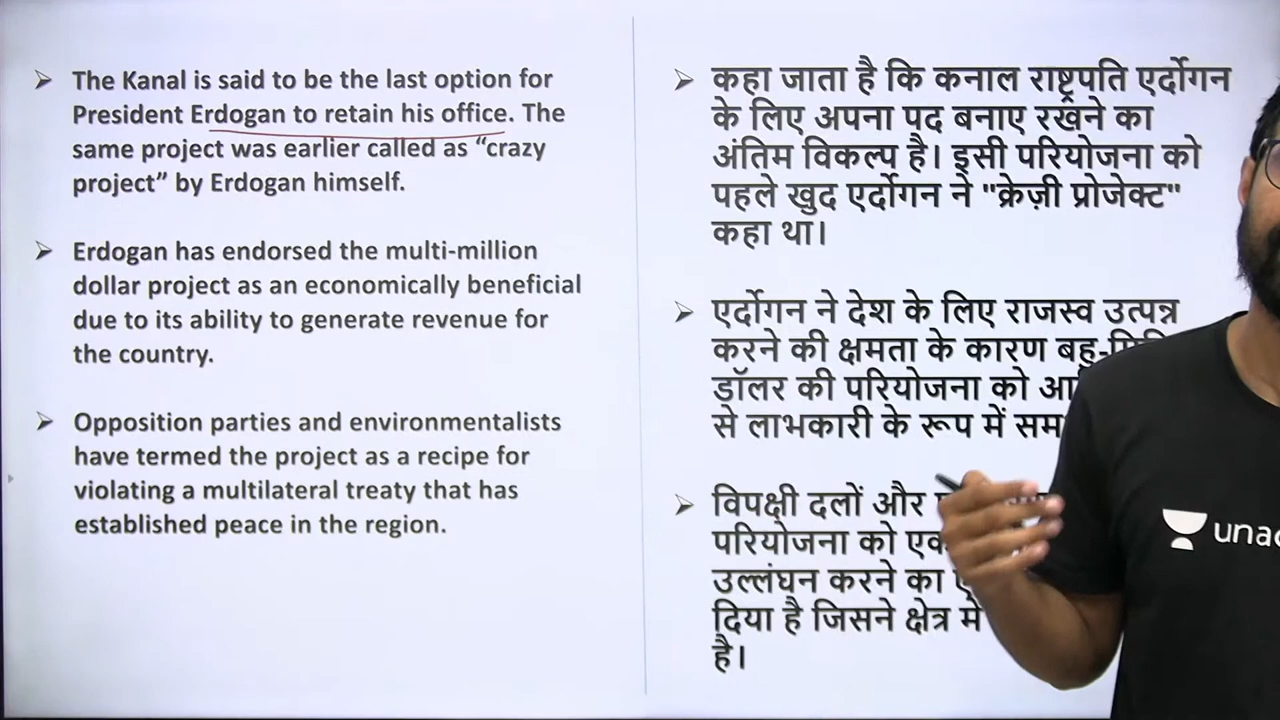 The Kanal is said to be the last option for
President Erdogan to retain his office. The
same project was earlier called as “crazy
project” by Erdogan himself.
Erdogan has endorsed the multi-million
dollar project as an economically beneficial
due to its ability to generate revenue for
the country.
Opposition parties and environmentalists
have termed the project as a recipe for
violating a multilateral treaty that has
established peace in the region.
कहा जाता है कि कनाल राष्ट्रपति एर्दोगन
के लिए अपना पद बनाए रखने का
अंतिम विकल्प है। इसी परियोजना को
पहले खुद एर्दोगन ने "क्रेज़ी प्रोजेक्ट"
कहा था।
एर्दोगन ने देश के लिए राजस्व उत्पन्न
करने की क्षमता के कारण बहु-
डॉलर की परियोजना को
से लाभकारी के रूप में
विपक्षी दलों और
परियोजना को
उल्लंघन करने का
दिया है जिसने क्षेत्र में
है।